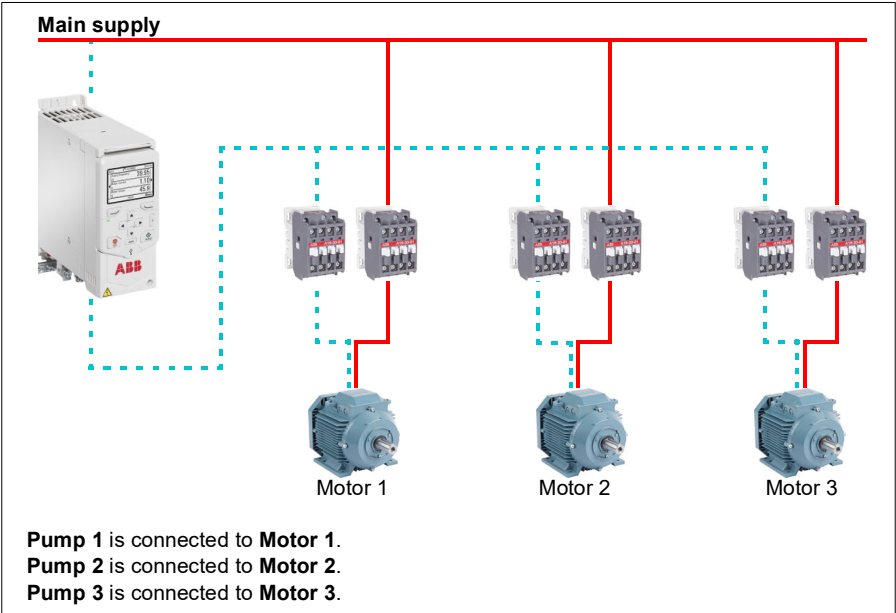 Main supply
ABB
Motor 1
Motor 2
Motor 3
Pump 1 is connected to Motor 1.
Pump 2 is connected to Motor 2.
Pump 3 is connected to Motor 3.